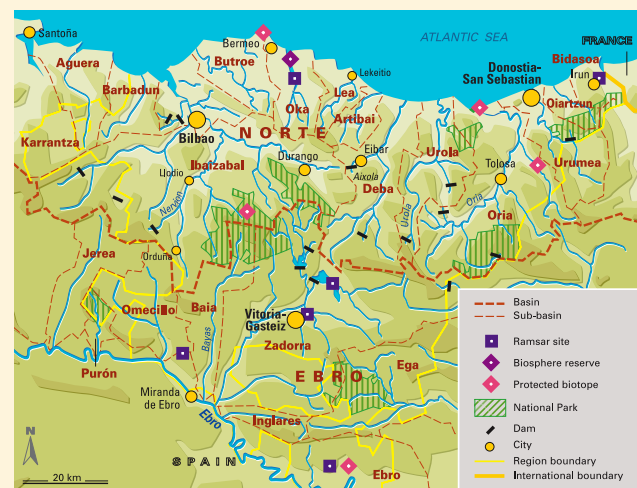 Santoña
Bermeo
ATLANTIC SEA
FRANCE
Aguera
Butroe
Lekeitio
Donostia-
San Sebastian
Bidasoa
Irun
Barbadun
Oka
Lea
Artibai
Oiartzun
Karrantza
Bilbao
NORTE
Ibaizabal
Durango
Eibar
Aixola
Urola
Tolosa
Urumea
Llodio
Nervion
Deba
Urola
Oria
Oria
Orduña
Jerea
Omecillo
Baia
Bayas
Vitoria-
Gasteiz
Zadorra
Purón
EBRO
Ega
Miranda
de Ebro
Ebro
Inglares
SPAIN
Ebro
N
20 km
Basin
Sub-basin
Ramsar site
Biosphere reserve
Protected biotope
National Park
Dam
City
Region boundary
International boundary